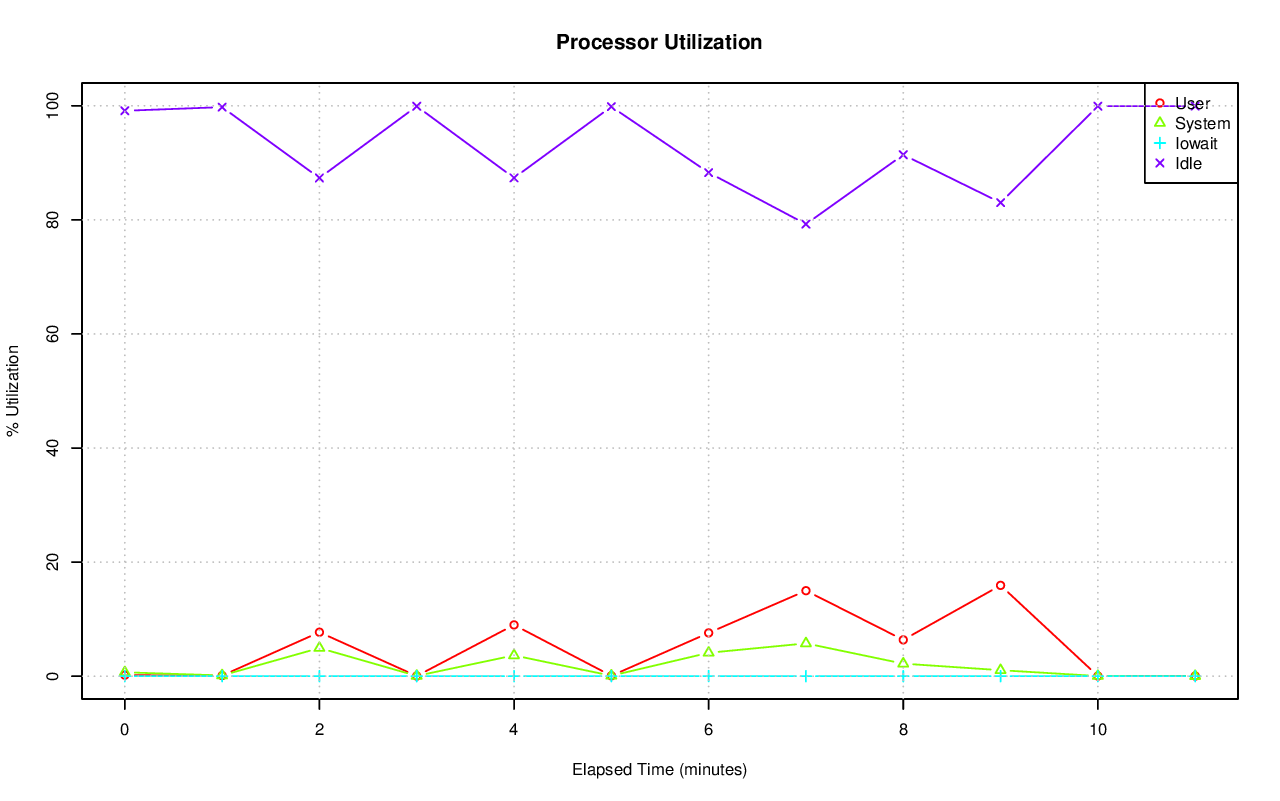 Processor Utilization
User
System
Iowait
Idle
100
80
60
40
20
0
% Utilization
0 2 4 6 8 10
Elapsed Time (minutes)